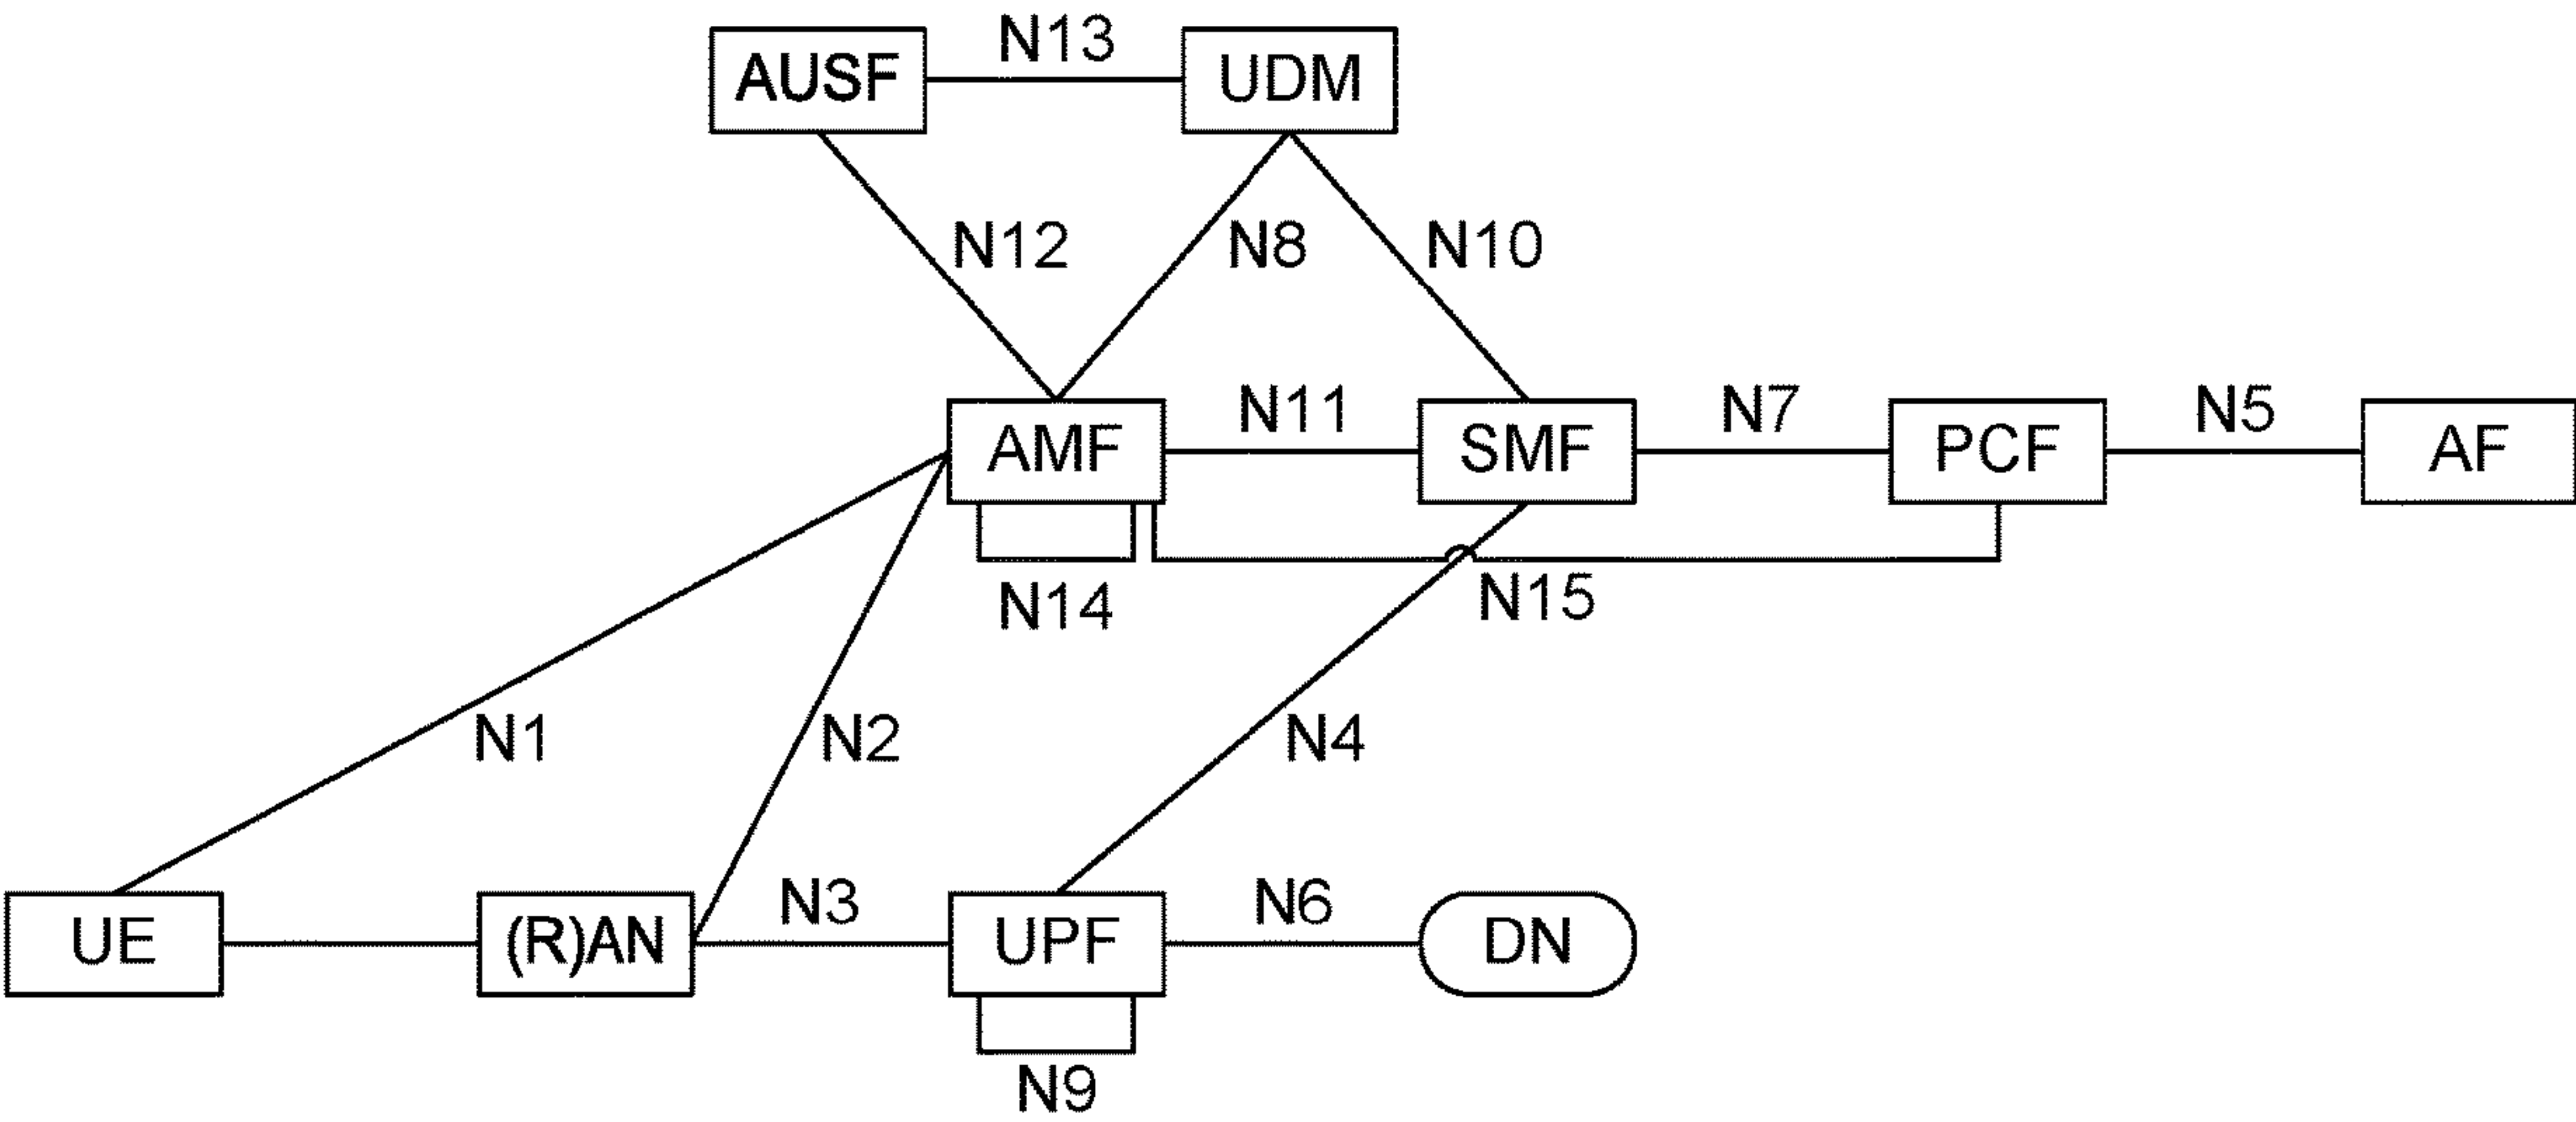 N13
AUSF
UDM
N12
N8
N10
N11
N7
N5
AMF
SMF
PCF
AF
N14
N15
N1
N2
N4
N3
N6
UE
(R)AN
UPF
DN
N9